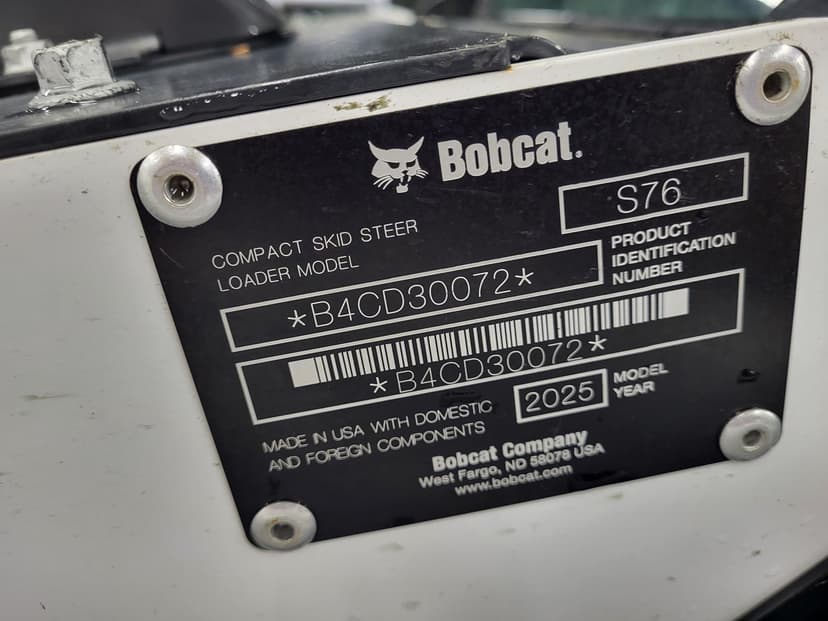 Bobcat.
COMPACT SKID STEER
LOADER MODEL
S76
*B4CD30072*
PRODUCT
IDENTIFICATION
NUMBER
*B4CD30072*
2025
MODEL
YEAR
MADE IN USA WITH DOMESTIC
AND FOREIGN COMPONENTS
Bobcat Company
West Fargo, ND 58078 USA
www.bobcat.com